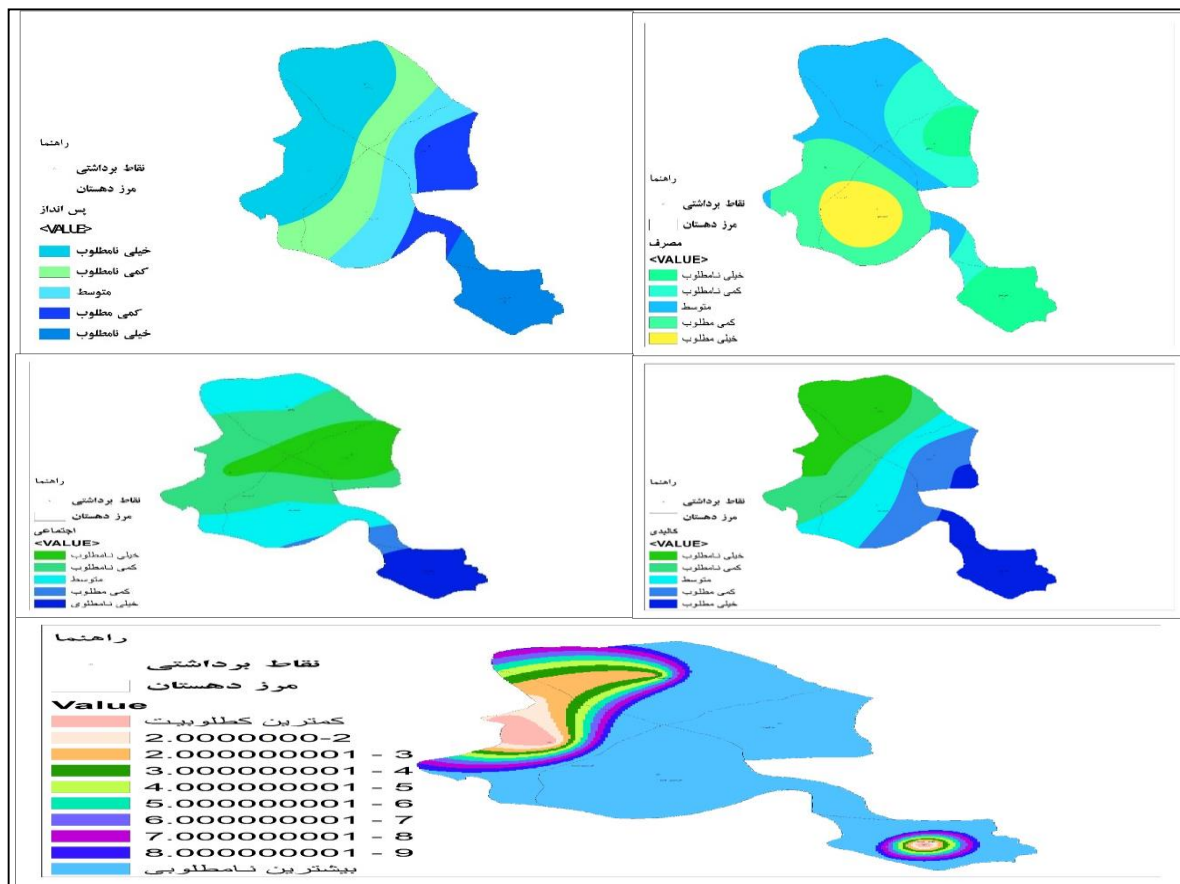 راهنما
نقاط برداشتی
مرز دهستان
پس انداز
<VALUE>
خیلی نامطلوب
کمی نامطلوب
متوسط
کمی مطلوب
خیلی نامطلوب
راهنما
نقاط برداشتی
مرز دهستان
مصرف
<VALUE>
خیلی نامطلوب
کمی نامطلوب
متوسط
کمی مطلوب
خیلی مطلوب
راهنما
نقاط برداشتی
مرز دهستان
اجتماعی
<VALUE>
خیلی نامطلوب
کمی نامطلوب
متوسط
کمی مطلوب
خیلی نامطلوی
راهنما
نقاط برداشتی
مرز دهستان
کالبدی
<VALUE>
خیلی نامطلوب
کمی نامطلوب
متوسط
کمی مطلوب
خیلی مطلوب
راهنما
نقاط برداشتی
مرز دهستان
Value
کمترین کطلوبیت
2.0000000-2
2.000000001 - 3
3.000000001 - 4
4.000000001 - 5
5.000000001 - 6
6.000000001 - 7
7.000000001 - 8
8.000000001 - 9
بیشترین نامطلوبی